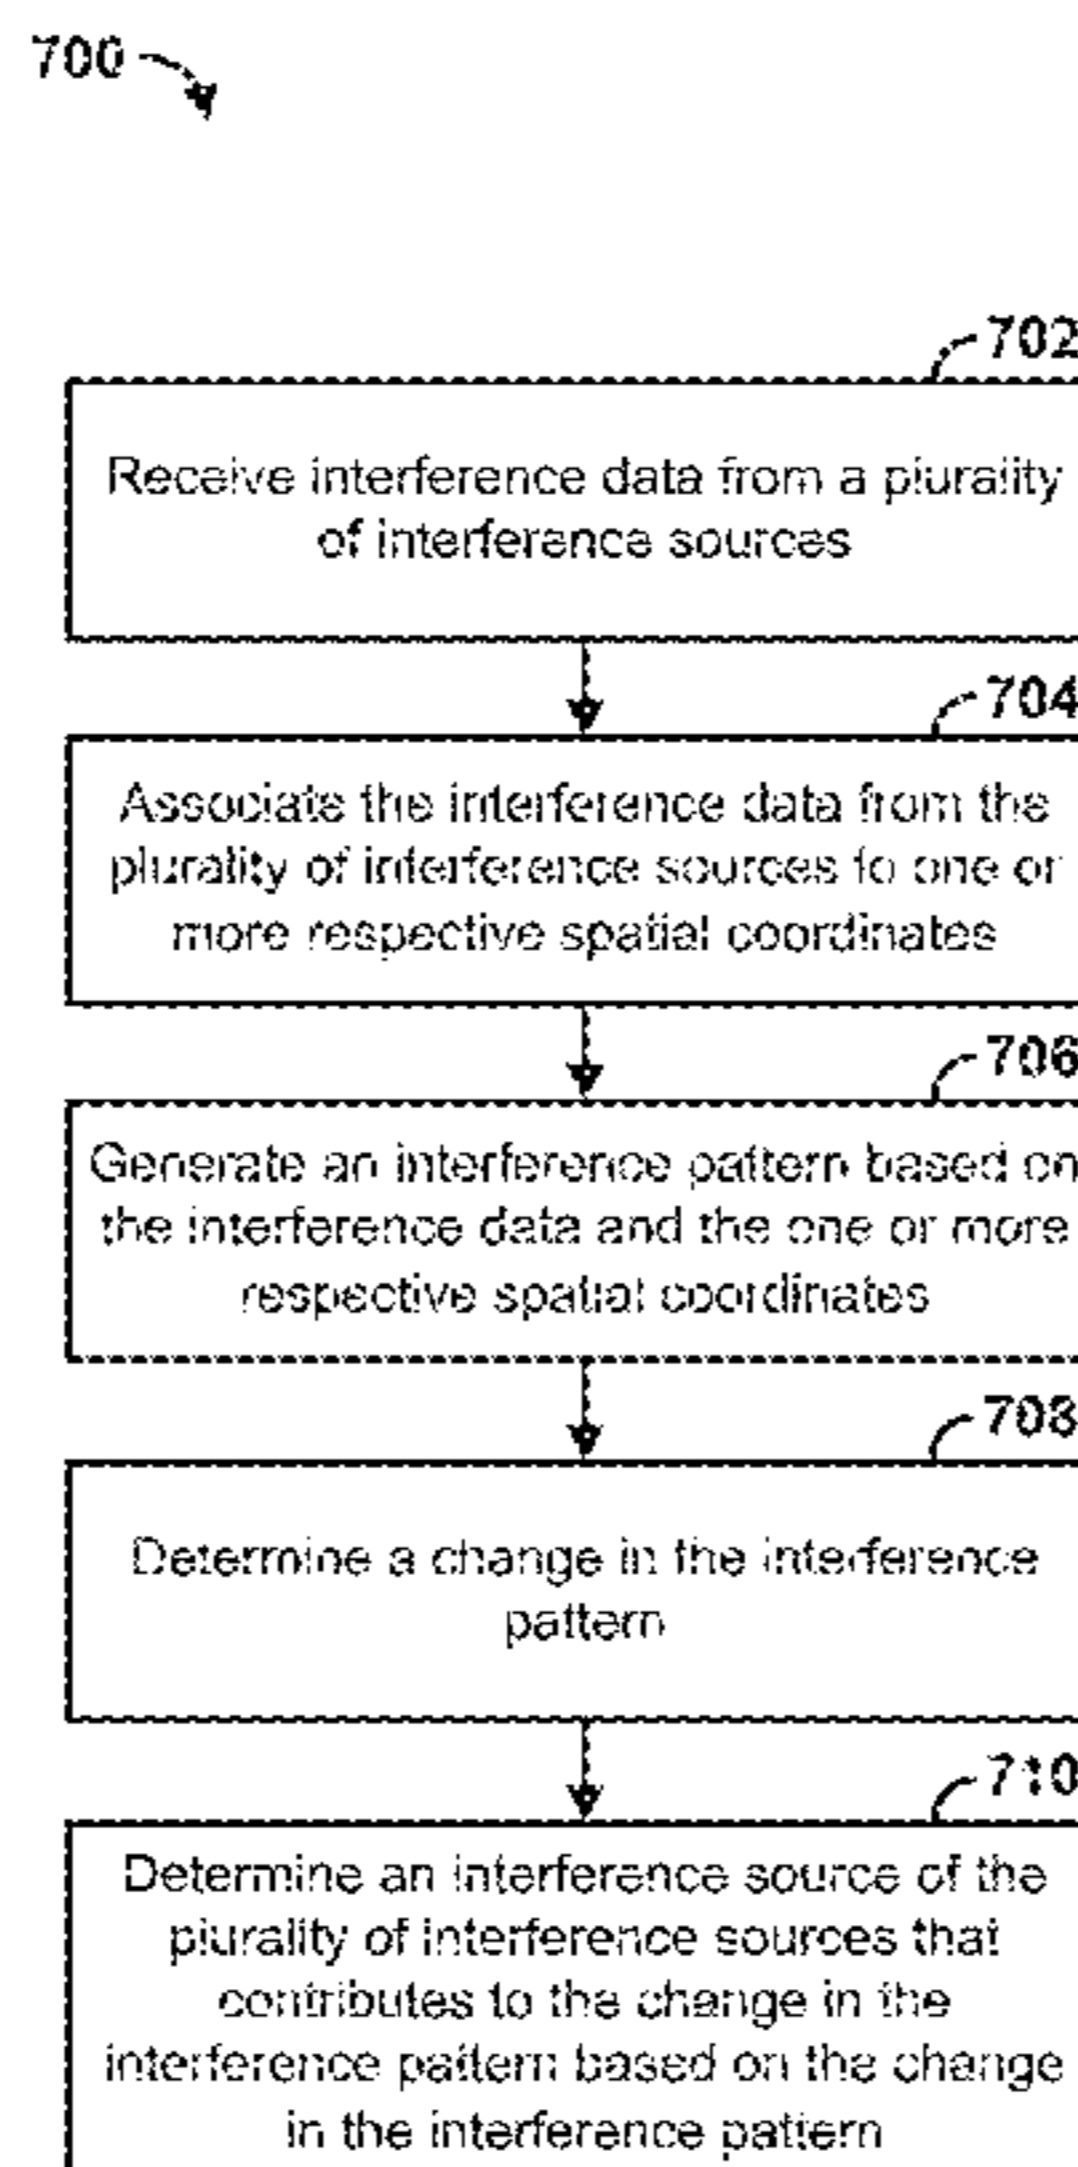 700
702
Receive interference data from a plurality
of interference sources
704
Associate the interference data from the
plurality of interference sources to one or
more respective spatial coordinates
706
Generate an interference pattern based on
the interference data and the one or more
respective spatial coordinates
708
Determine a change in the interference
pattern
710
Determine an interference source of the
plurality of interference sources that
contributes to the change in the
interference pattern based on the change
in the interference pattern